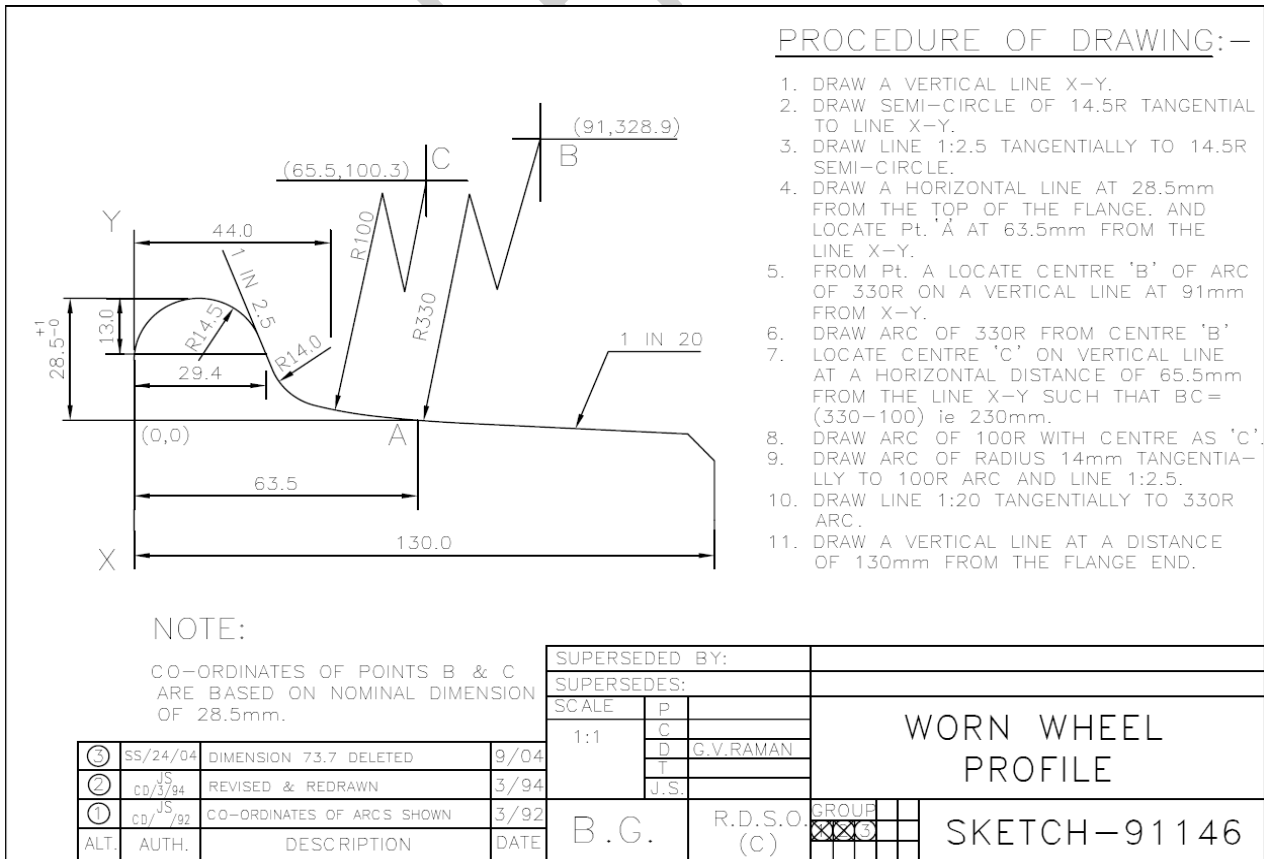 PROCEDURE OF DRAWING:-
1. DRAW A VERTICAL LINE X-Y.
2. DRAW SEMI-CIRCLE OF 14.5R TANGENTIAL
TO LINE X-Y.
3. DRAW LINE 1:2.5 TANGENTIALLY TO 14.5R
SEMI-CIRCLE.
4. DRAW A HORIZONTAL LINE AT 28.5mm
FROM THE TOP OF THE FLANGE. AND
LOCATE Pt. 'A' AT 63.5mm FROM THE
LINE X-Y.
5. FROM Pt. A LOCATE CENTRE 'B' OF ARC
OF 330R ON A VERTICAL LINE AT 91mm
FROM X-Y.
6. DRAW ARC OF 330R FROM CENTRE 'B'
7. LOCATE CENTRE 'C' ON VERTICAL LINE
AT A HORIZONTAL DISTANCE OF 65.5mm
FROM THE LINE X-Y SUCH THAT BC=
(330-100) ie 230mm.
8. DRAW ARC OF 100R WITH CENTRE AS 'C'.
9. DRAW ARC OF RADIUS 14mm TANGENTIA-
LLY TO 100R ARC AND LINE 1:2.5.
10. DRAW LINE 1:20 TANGENTIALLY TO 330R
ARC.
11. DRAW A VERTICAL LINE AT A DISTANCE
OF 130mm FROM THE FLANGE END.
(91,328.9)
B
(65.5,100.3)
C
Y
44.0
1 IN 2.5
R100
R330
28.5 +1 -0
13.0
R14.5
R14.0
29.4
1 IN 20
(0,0)
A
63.5
130.0
X
NOTE:
CO-ORDINATES OF POINTS B & C
ARE BASED ON NOMINAL DIMENSION
OF 28.5mm.
3 SS/24/04 DIMENSION 73.7 DELETED 9/04
2 JS CD/3/94 REVISED & REDRAWN 3/94
1 JS CD/ /92 CO-ORDINATES OF ARCS SHOWN 3/92
ALT. AUTH. DESCRIPTION DATE
SUPERSEDED BY:
SUPERSEDES:
SCALE
1:1
P
C
D G.V.RAMAN
T
J.S.
WORN WHEEL
PROFILE
B.G.
R.D.S.O.
(C)
GROUP
1 2 3
SKETCH-91146